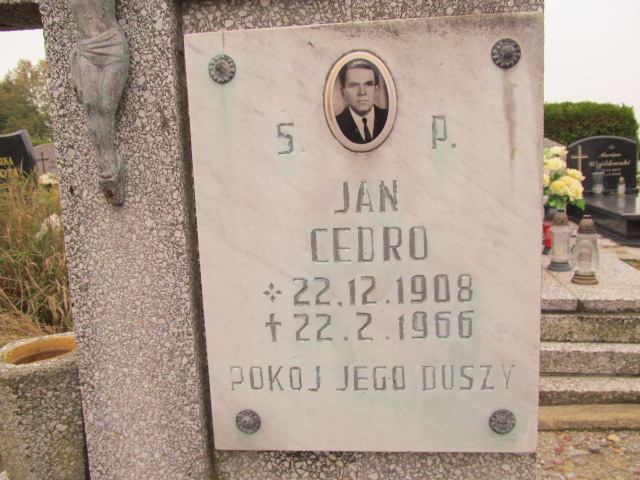 Ś. P.
JAN
CEDRO
22.12.1908
22.2.1966
POKOJ JEGO DUSZY